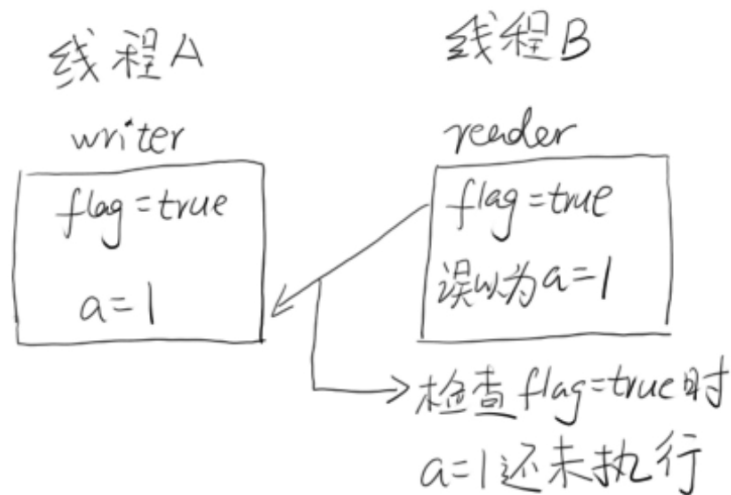 线程A
writer
flag=true
a=1
线程B
reader
flag=true
误以为a=1
检查flag=true时
a=1还未执行